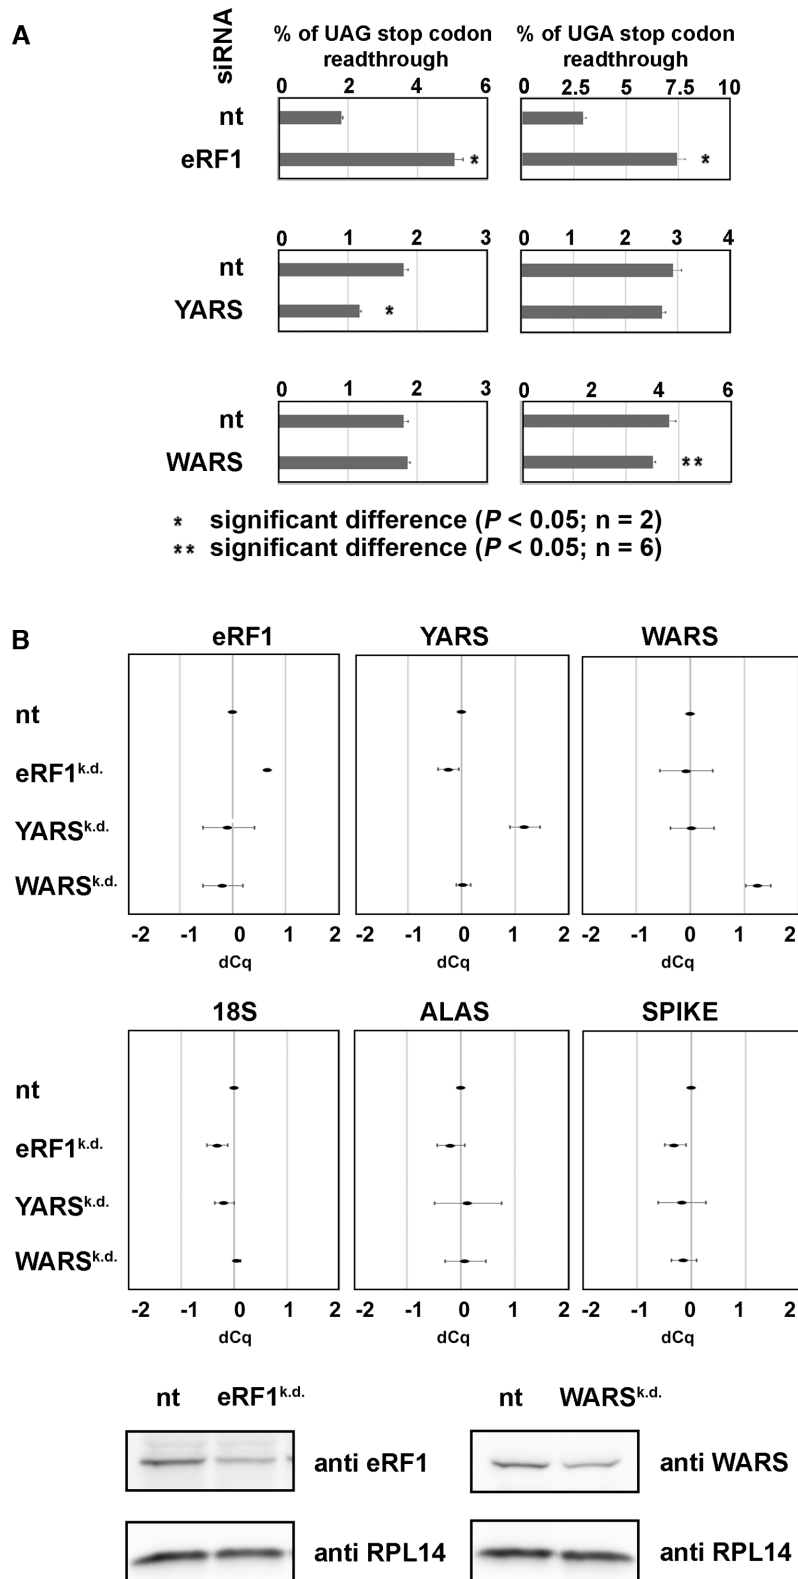 A
siRNA
% of UAG stop codon readthrough
% of UGA stop codon readthrough
0 2 4 6
0 2.5 5 7.5 10
nt
eRF1 * *
0 1 2 3
0 1 2 3 4
nt
YARS *
0 1 2 3
0 2 4 6
nt
WARS **
* significant difference (P < 0.05; n = 2)
** significant difference (P < 0.05; n = 6)
B
eRF1 YARS WARS
nt
eRF1k.d.
YARSk.d.
WARSk.d.
-2 -1 0 1 2
-2 -1 0 1 2
-2 -1 0 1 2
dCq dCq dCq
18S ALAS SPIKE
nt
eRF1k.d.
YARSk.d.
WARSk.d.
-2 -1 0 1 2
-2 -1 0 1 2
-2 -1 0 1 2
dCq dCq dCq
nt eRF1k.d.
nt WARSk.d.
anti eRF1
anti WARS
anti RPL14
anti RPL14